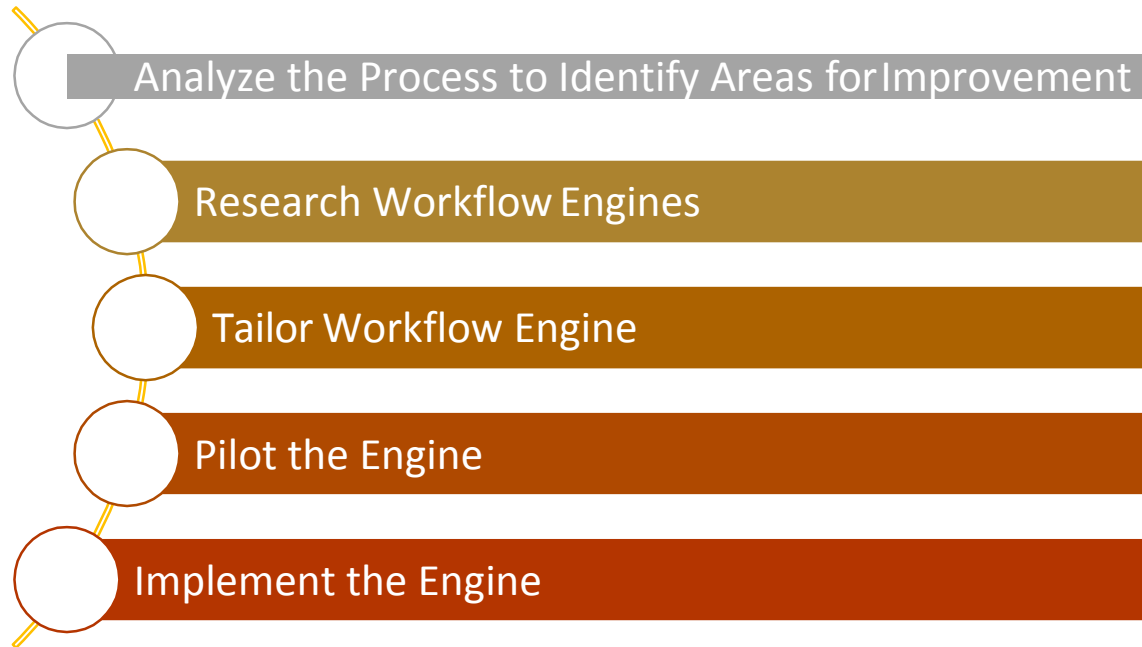 Analyze the Process to Identify Areas forImprovement
Research Workflow Engines
Tailor Workflow Engine
Pilot the Engine
Implement the Engine